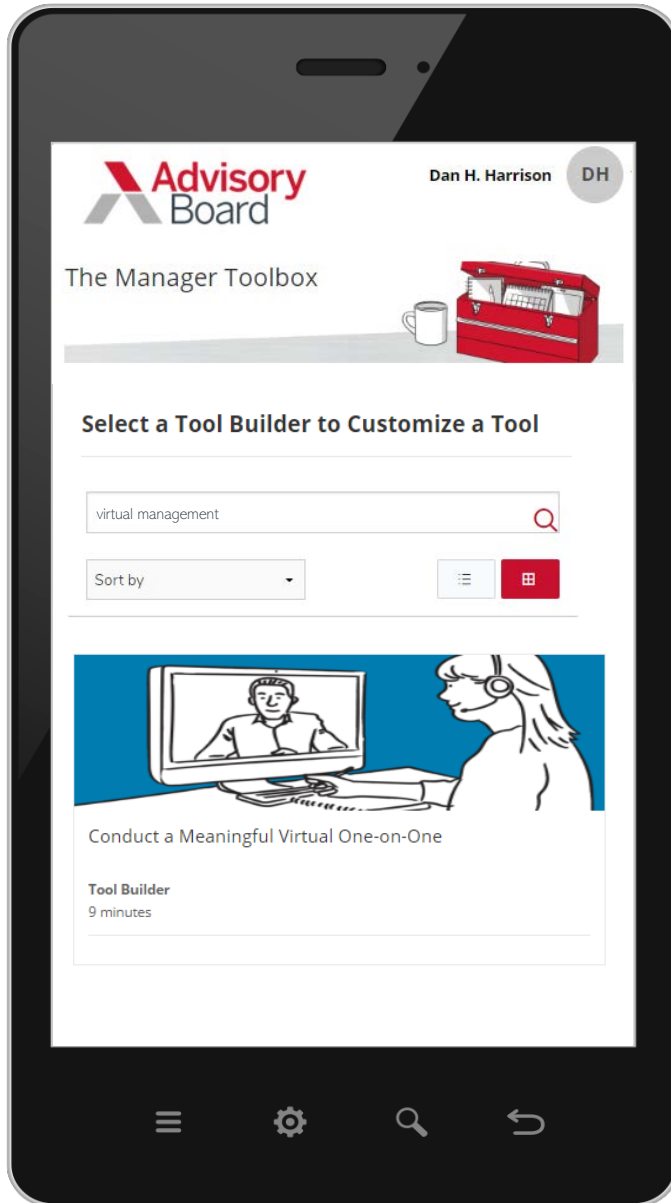 Advisory
Board
Dan H. Harrison
DH
The Manager Toolbox
Select a Tool Builder to Customize a Tool
virtual management
Sort by
Conduct a Meaningful Virtual One-on-One
Tool Builder
9 minutes